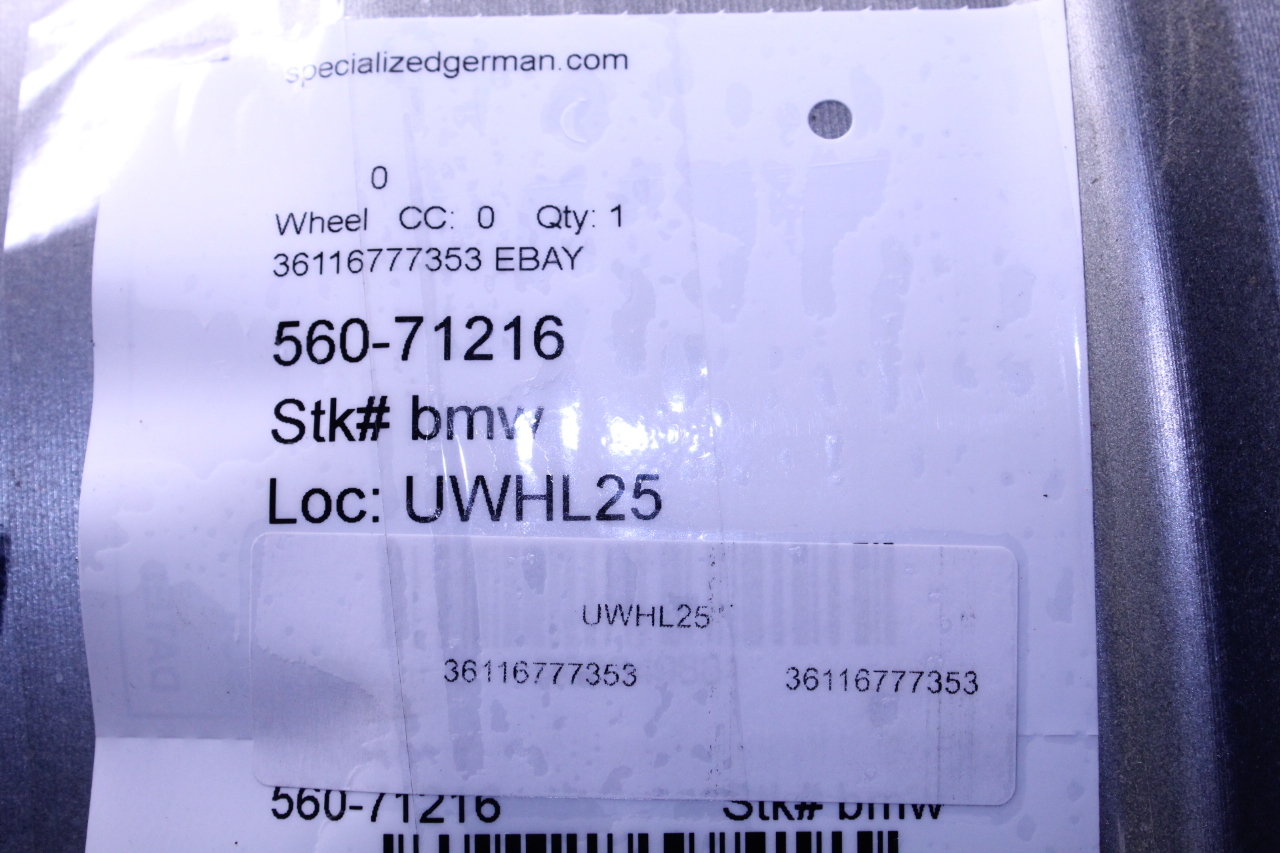 specializedgerman.com
0
Wheel CC: 0 Qty: 1
36116777353 EBAY
560-71216
Stk# bmw
Loc: UWHL25
UWHL25
36116777353 36116777353
560-71216 Stk# bmw